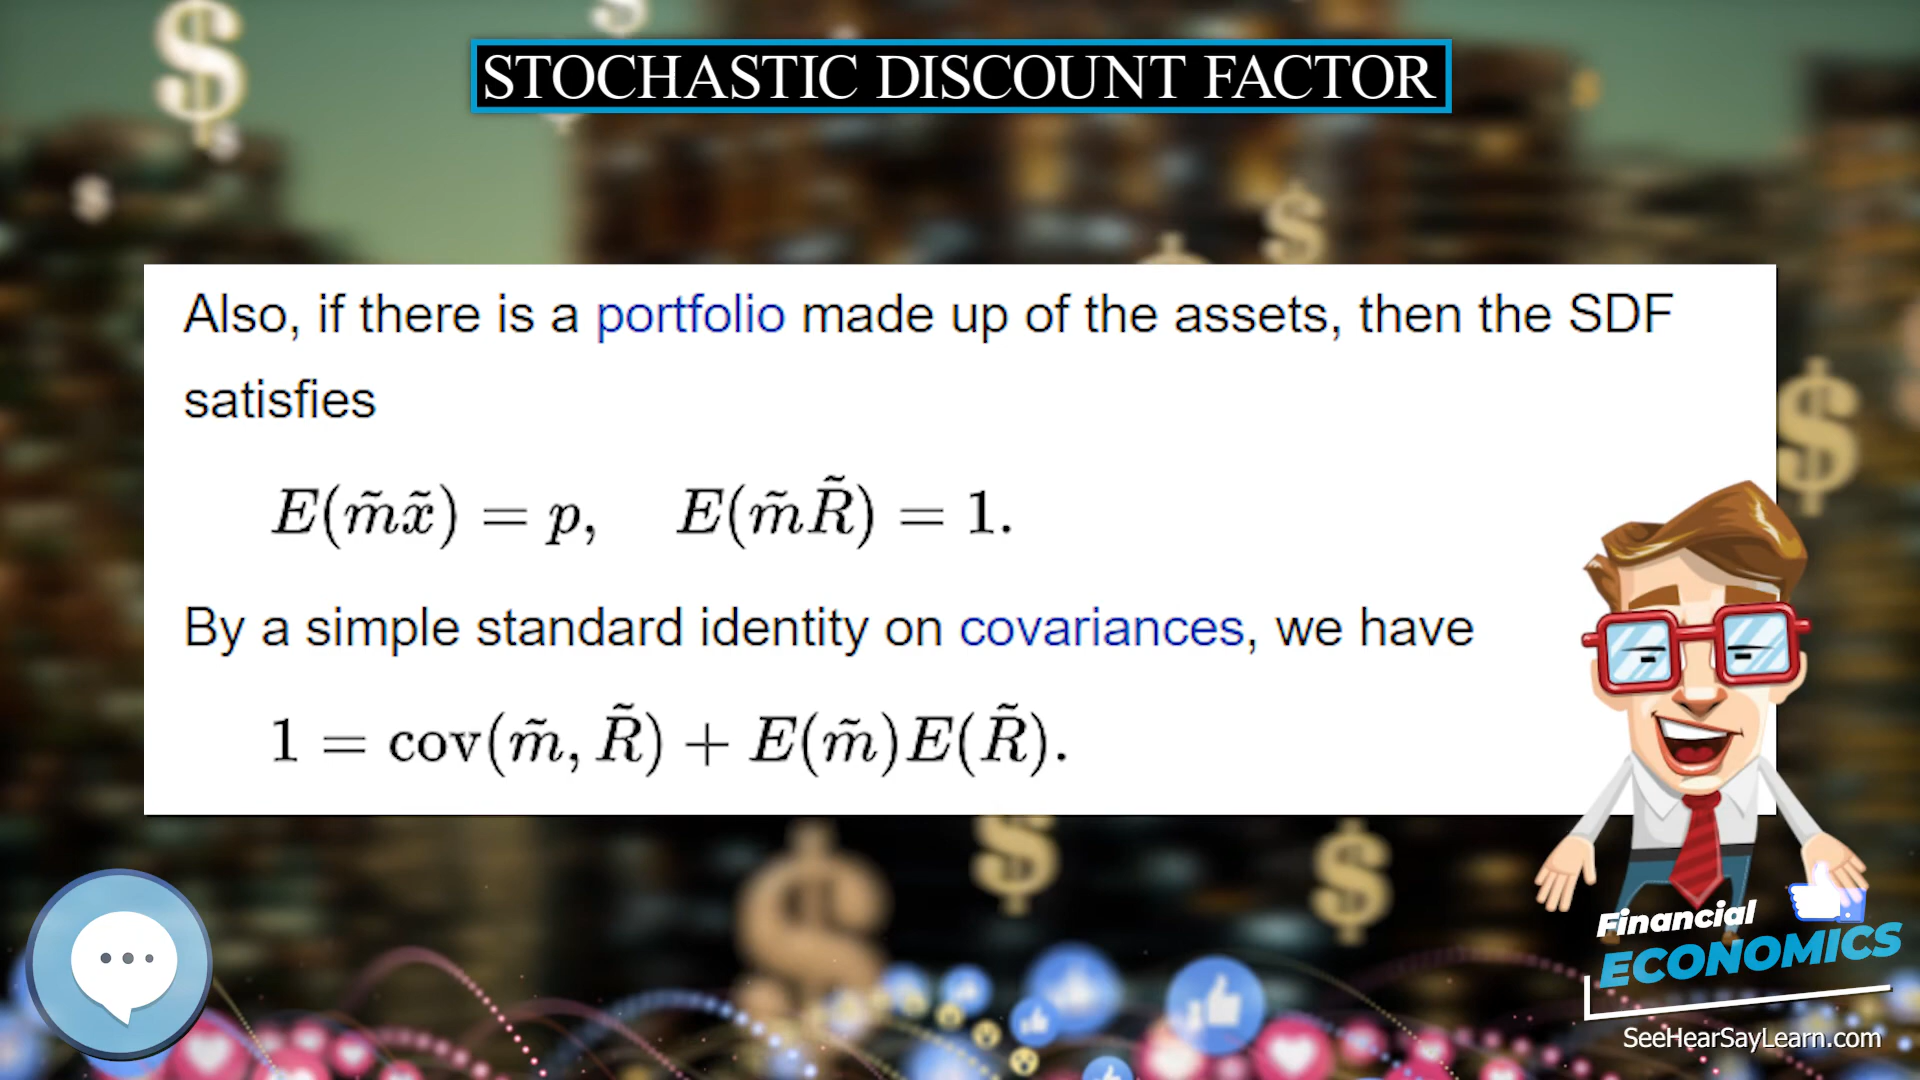 STOCHASTIC DISCOUNT FACTOR
Also, if there is a portfolio made up of the assets, then the SDF
satisfies
E(m̃x̃) = p, E(m̃R̃) = 1.
By a simple standard identity on covariances, we have
1 = cov(m̃, R̃) + E(m̃)E(R̃).
Financial
ECONOMICS
SeeHearSayLearn.com